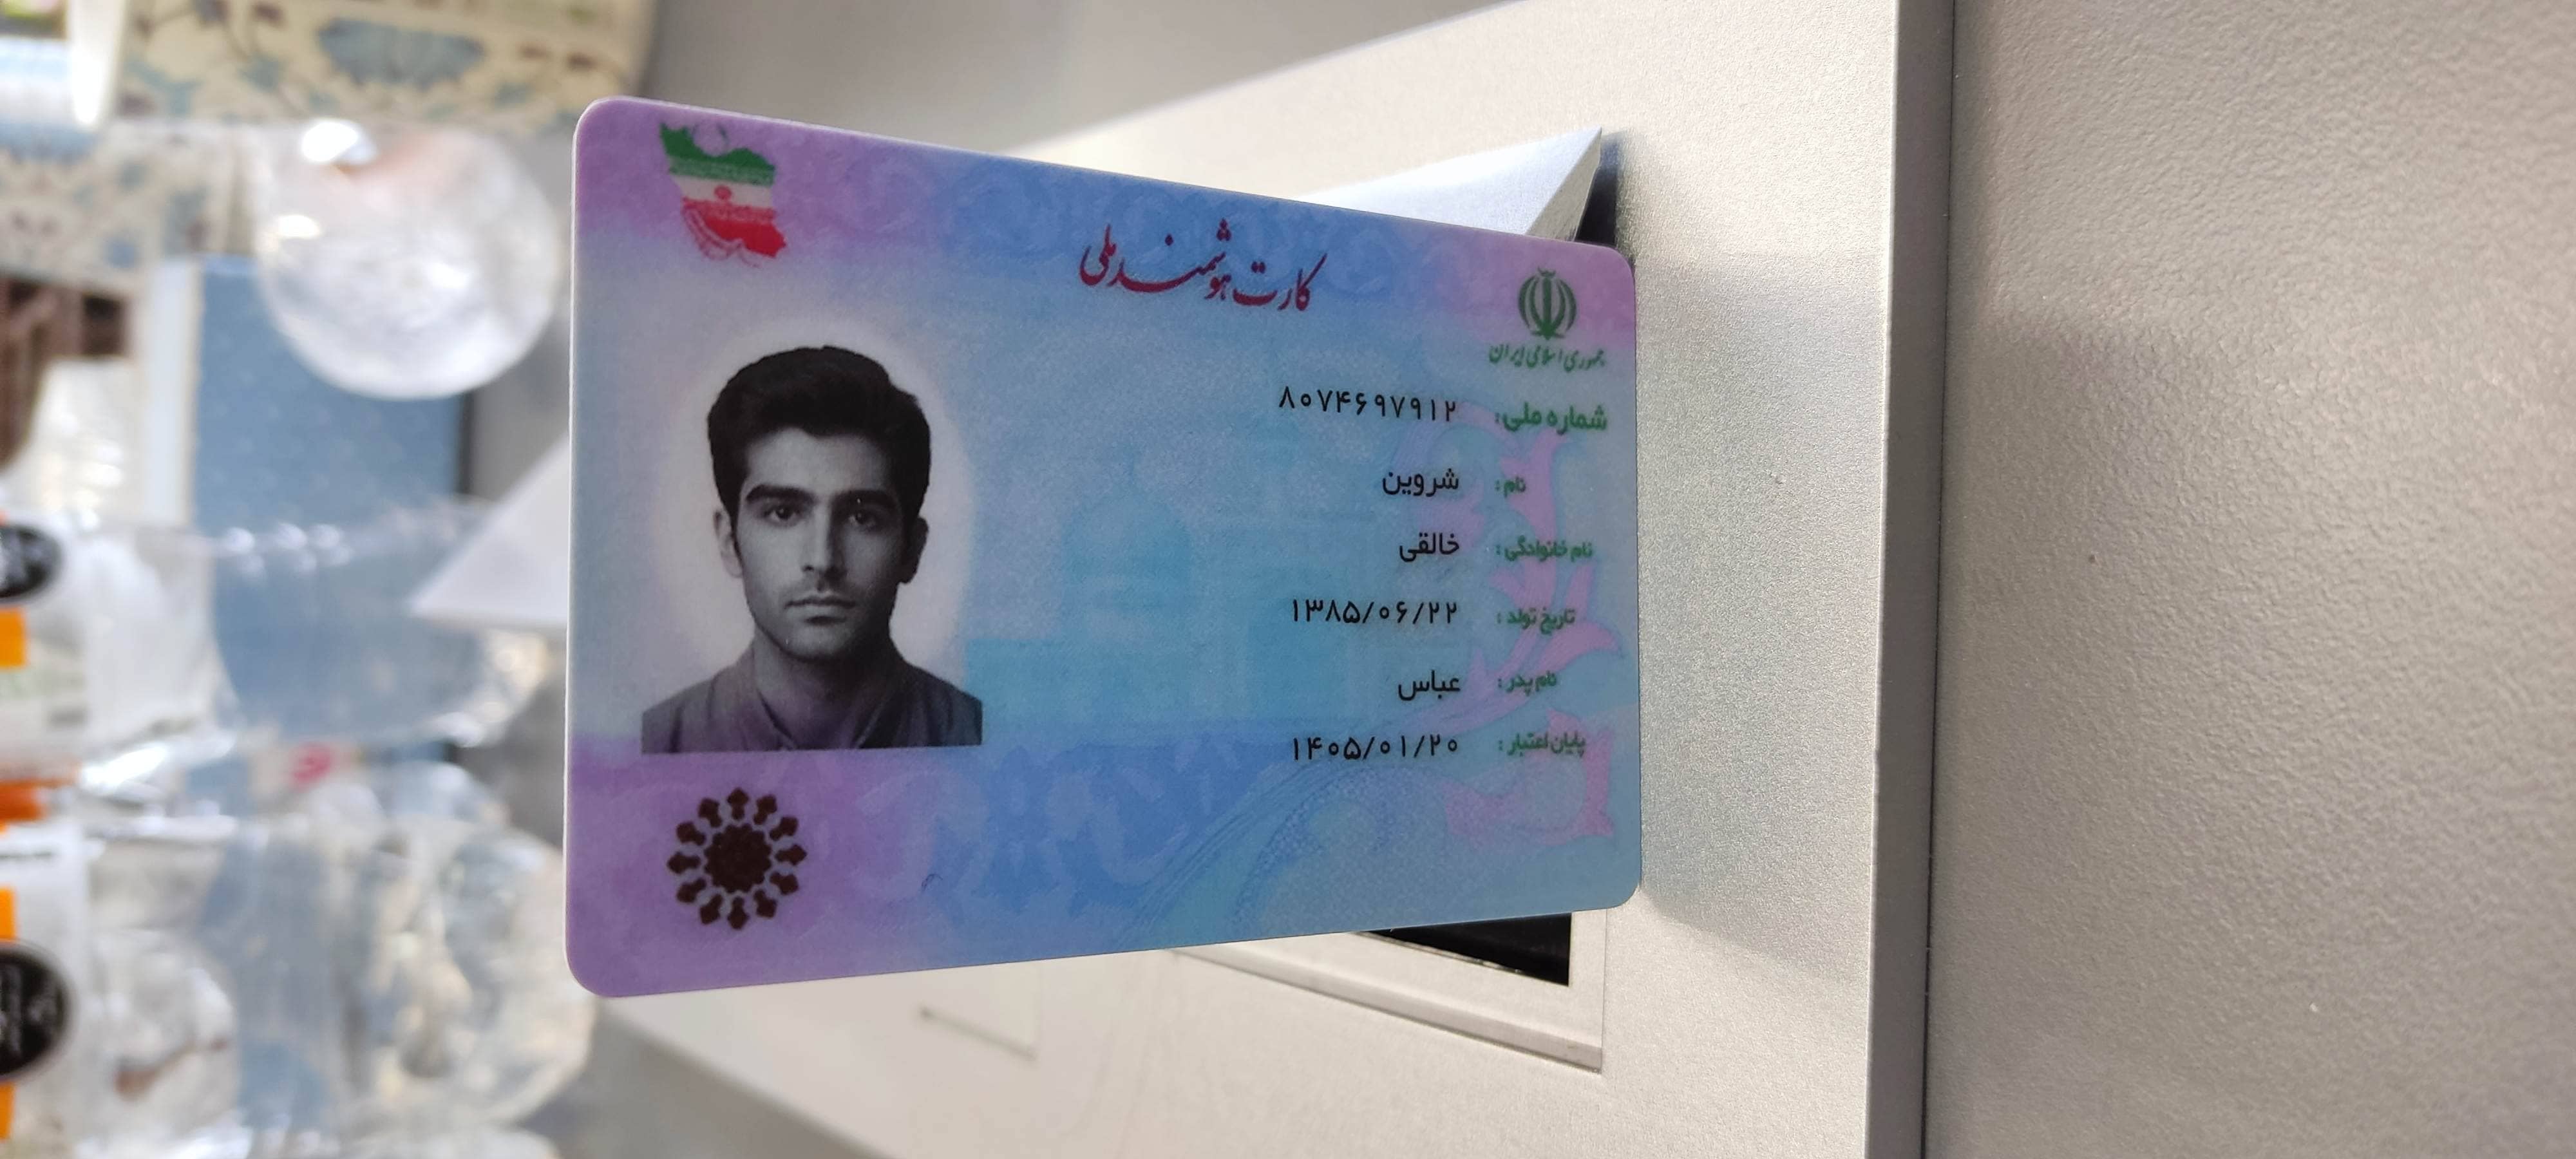 کارت هوشمند ملی
جمهوری اسلامی ایران
شماره ملی: ۸۰۷۴۶۹۷۹۱۲
نام: شروین
نام خانوادگی: خالقی
تاریخ تولد: ۱۳۸۵/۰۶/۲۲
نام پدر: عباس
پایان اعتبار: ۱۴۰۵/۰۱/۲۰